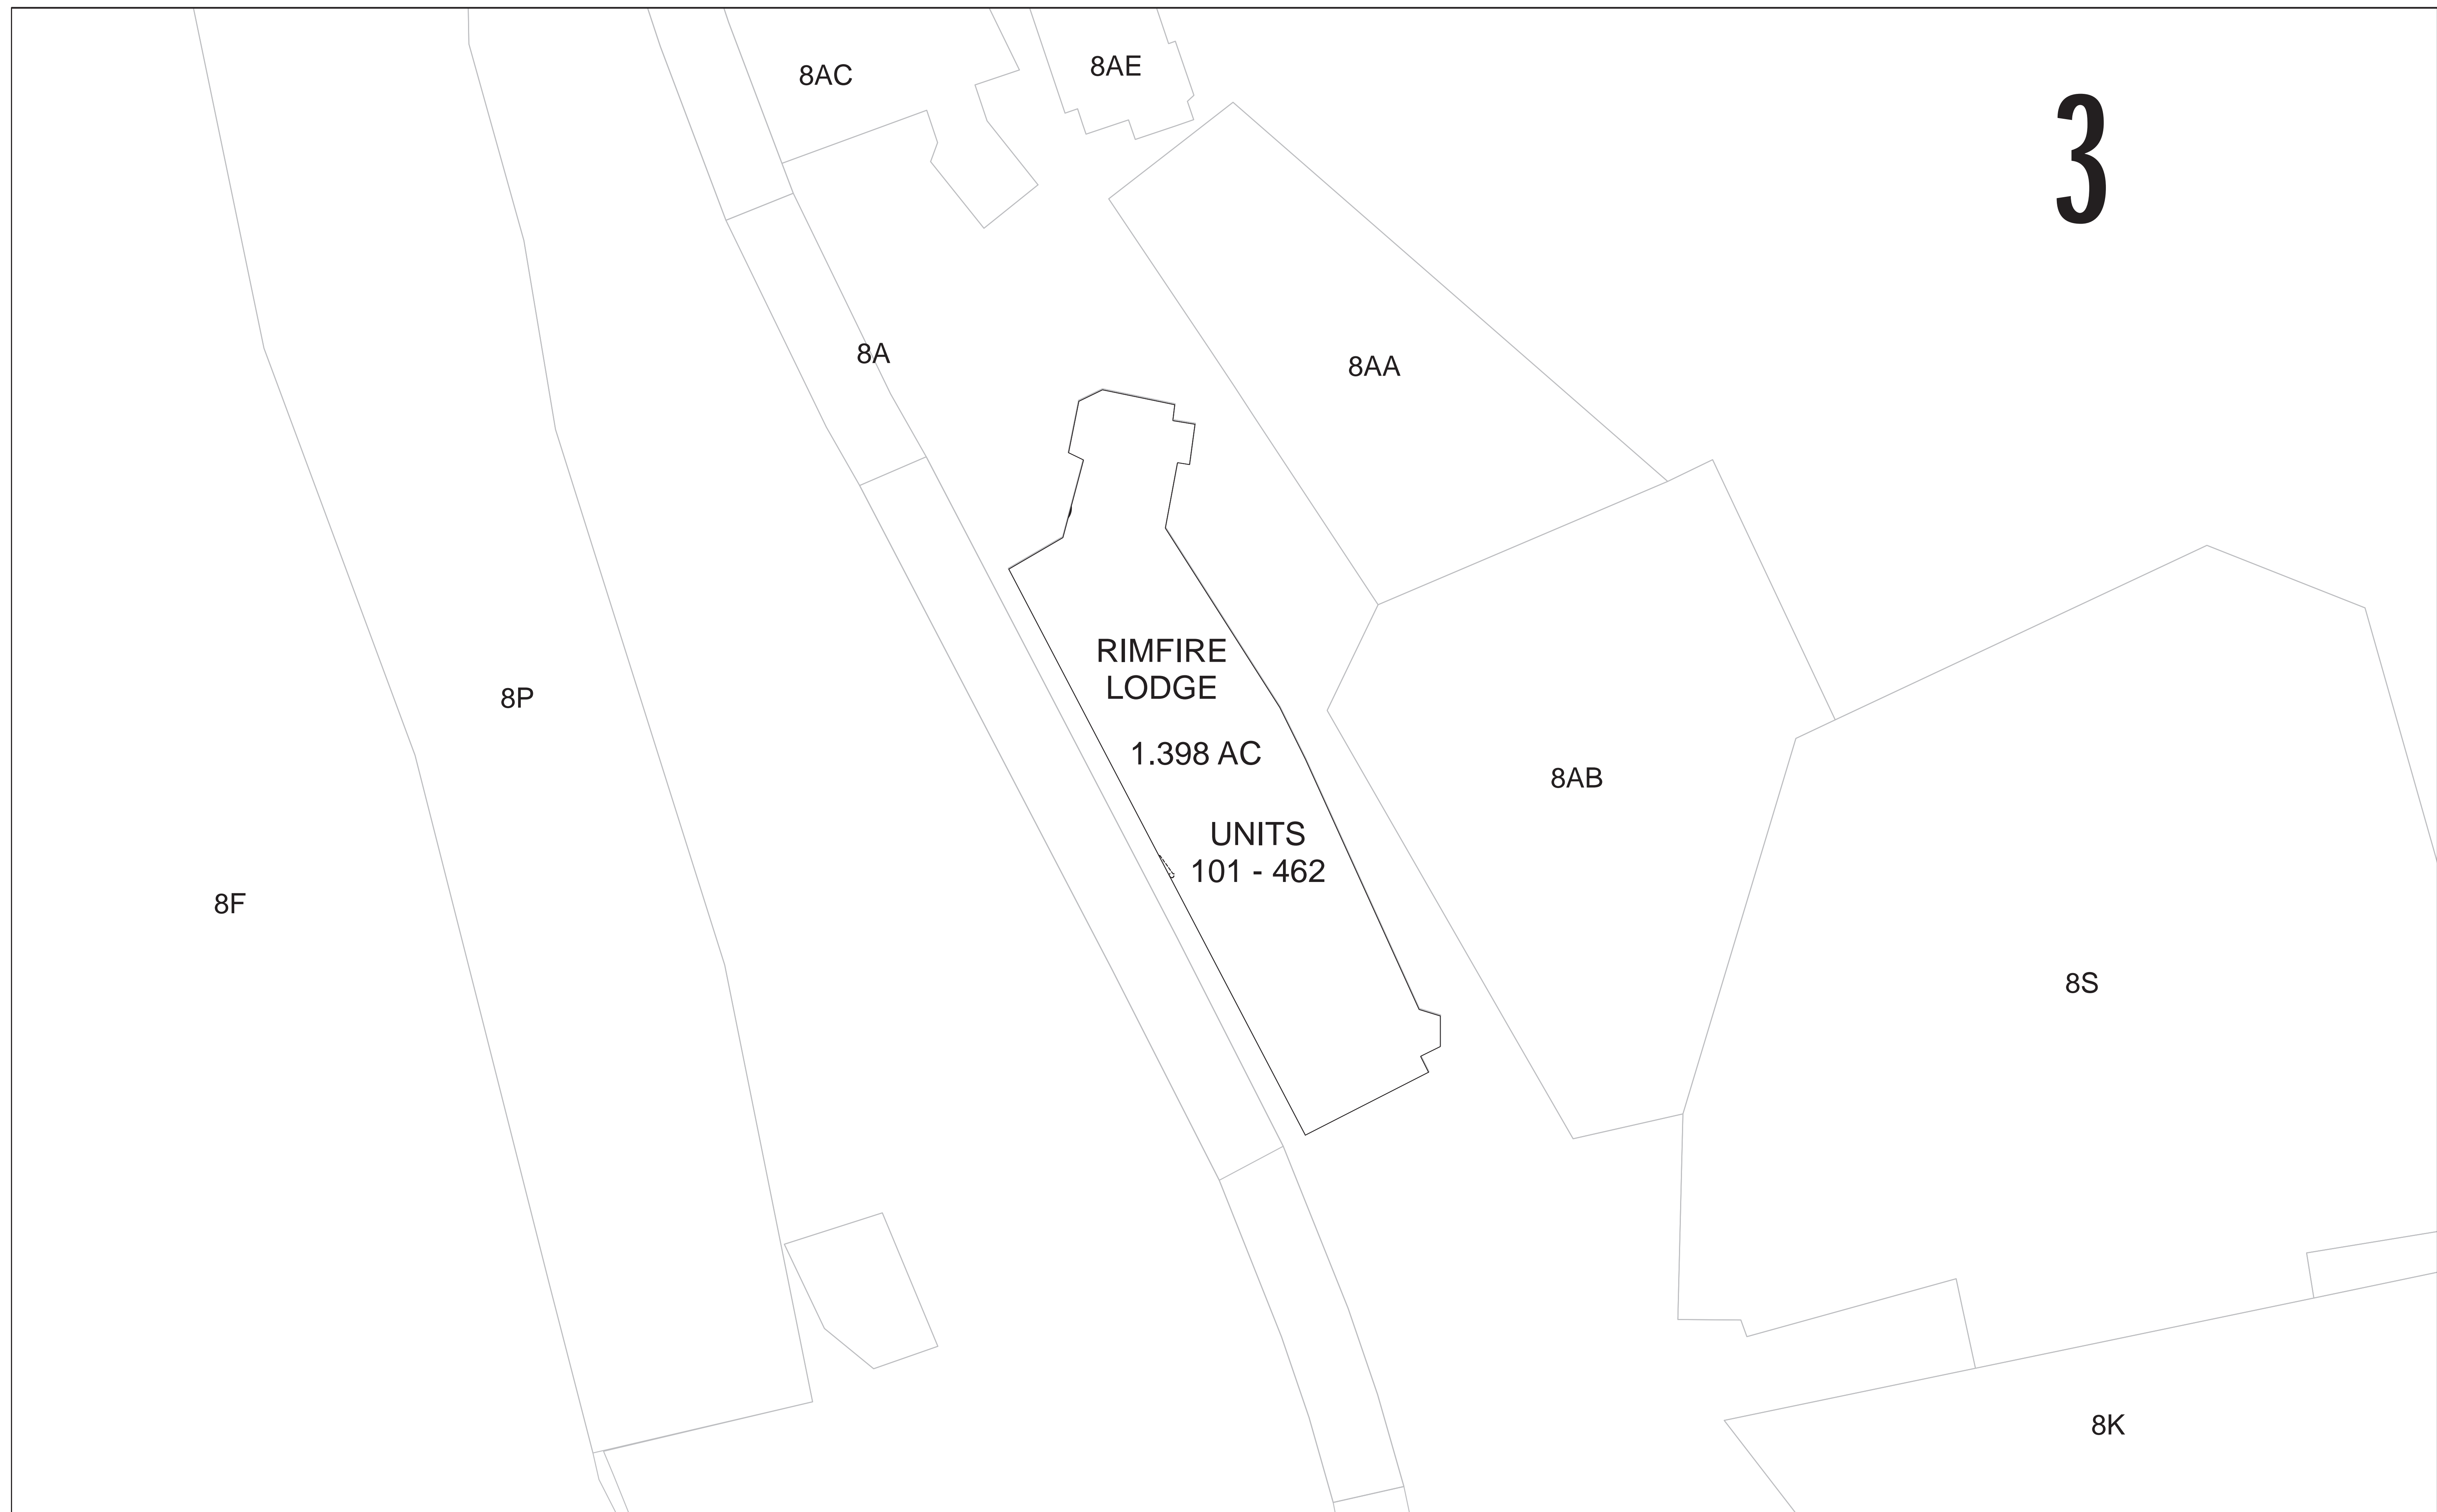 8AC
8AE
3
8A
8AA
RIMFIRE
LODGE
8P
1.398 AC
8AB
UNITS
101 - 462
8F
8S
8K